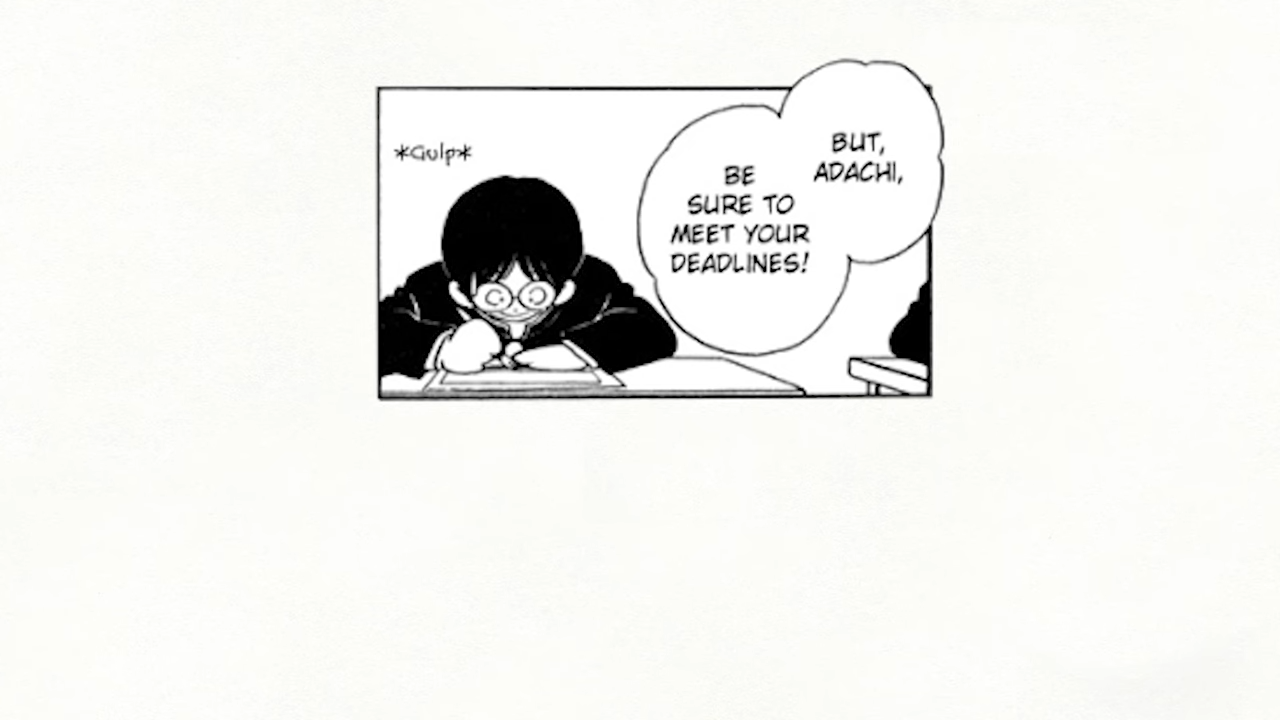 *Gulp*
BUT,
ADACHI,
BE
SURE TO
MEET YOUR
DEADLINES!